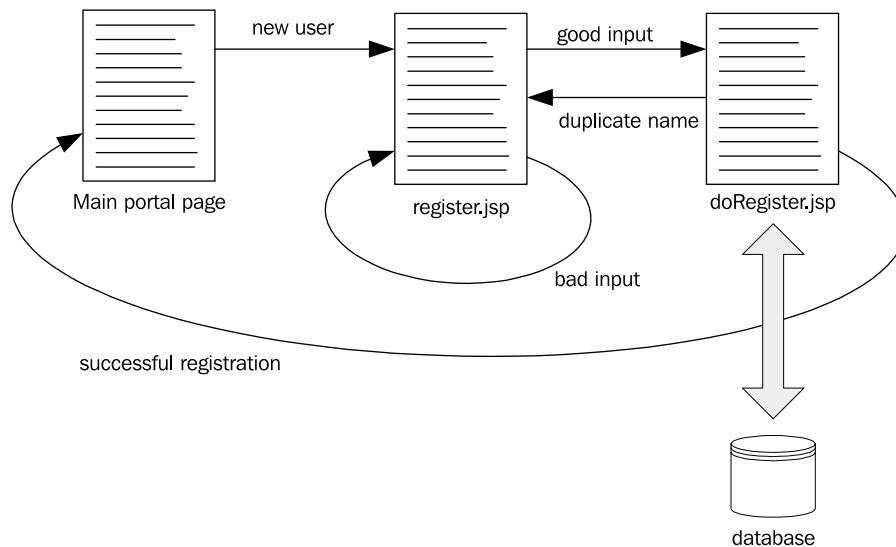 new user
good input
duplicate name
Main portal page
register.jsp
doRegister.jsp
bad input
successful registration
database